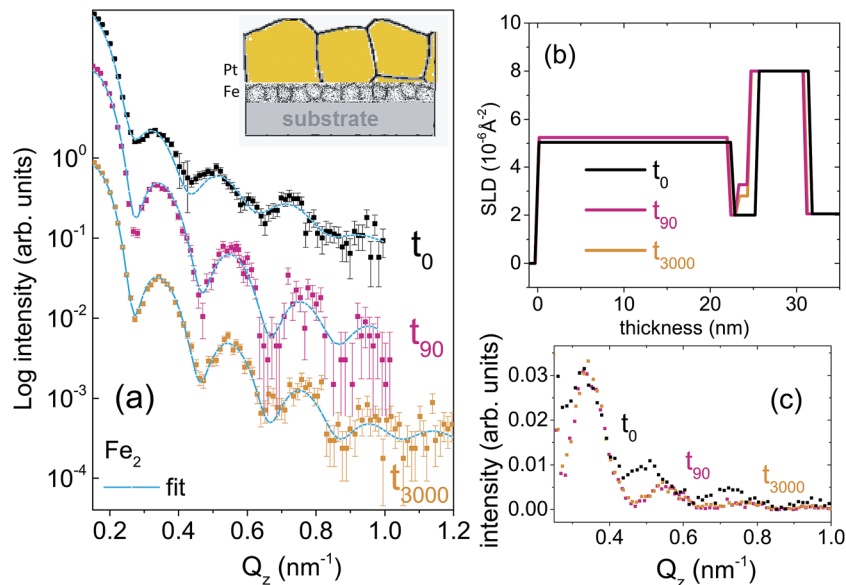 Log intensity (arb. units)
10⁰
10⁻¹
10⁻²
10⁻³
10⁻⁴
Pt
Fe
substrate
t₀
t₉₀
t₃₀₀₀
(a)
Fe₂
fit
0.2 0.4 0.6 0.8 1.0 1.2
Q_z (nm⁻¹)
(b)
SLD (10⁻⁶Å⁻²)
10
8
6
4
2
0
t₀
t₉₀
t₃₀₀₀
0 10 20 30
thickness (nm)
(c)
intensity (arb. units)
0.03
0.02
0.01
0.00
t₀
t₉₀
t₃₀₀₀
0.4 0.6 0.8 1.0
Q_z (nm⁻¹)